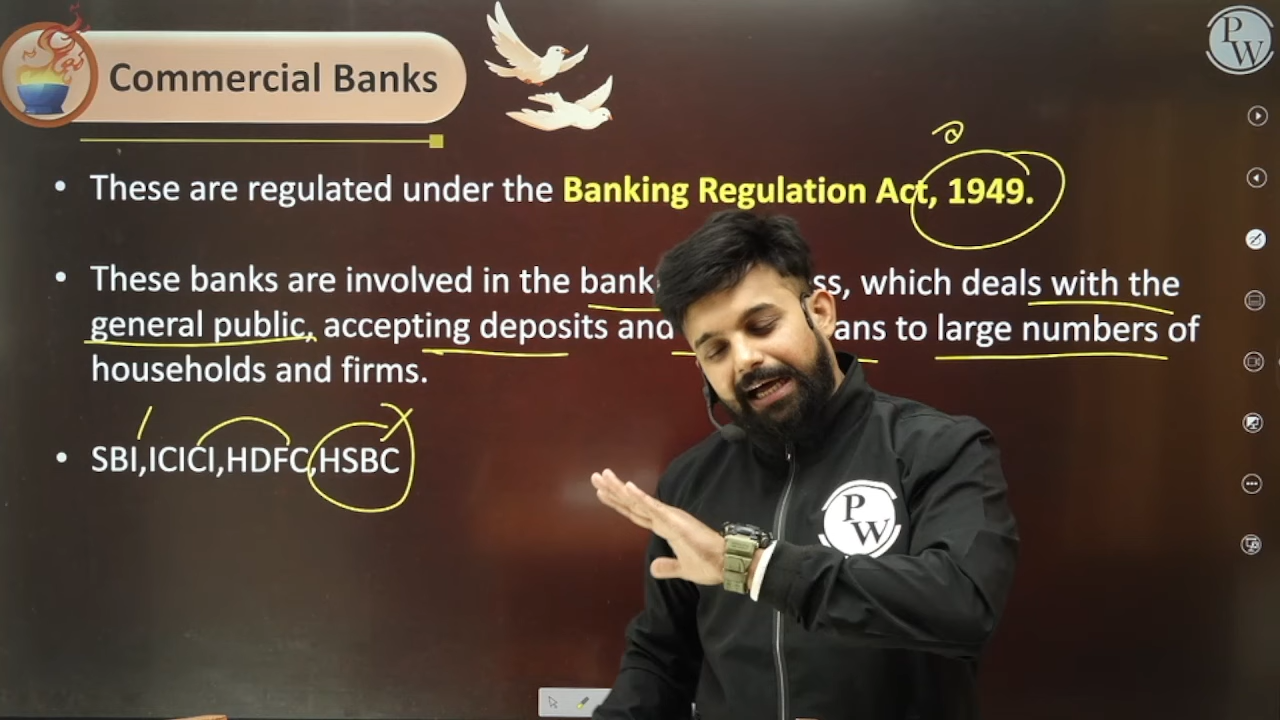 Commercial Banks
P
W
• These are regulated under the Banking Regulation Act, 1949.
• These banks are involved in the bank ss, which deals with the
general public, accepting deposits and ans to large numbers of
households and firms.
• SBI,ICICI,HDFC,HSBC
P
W